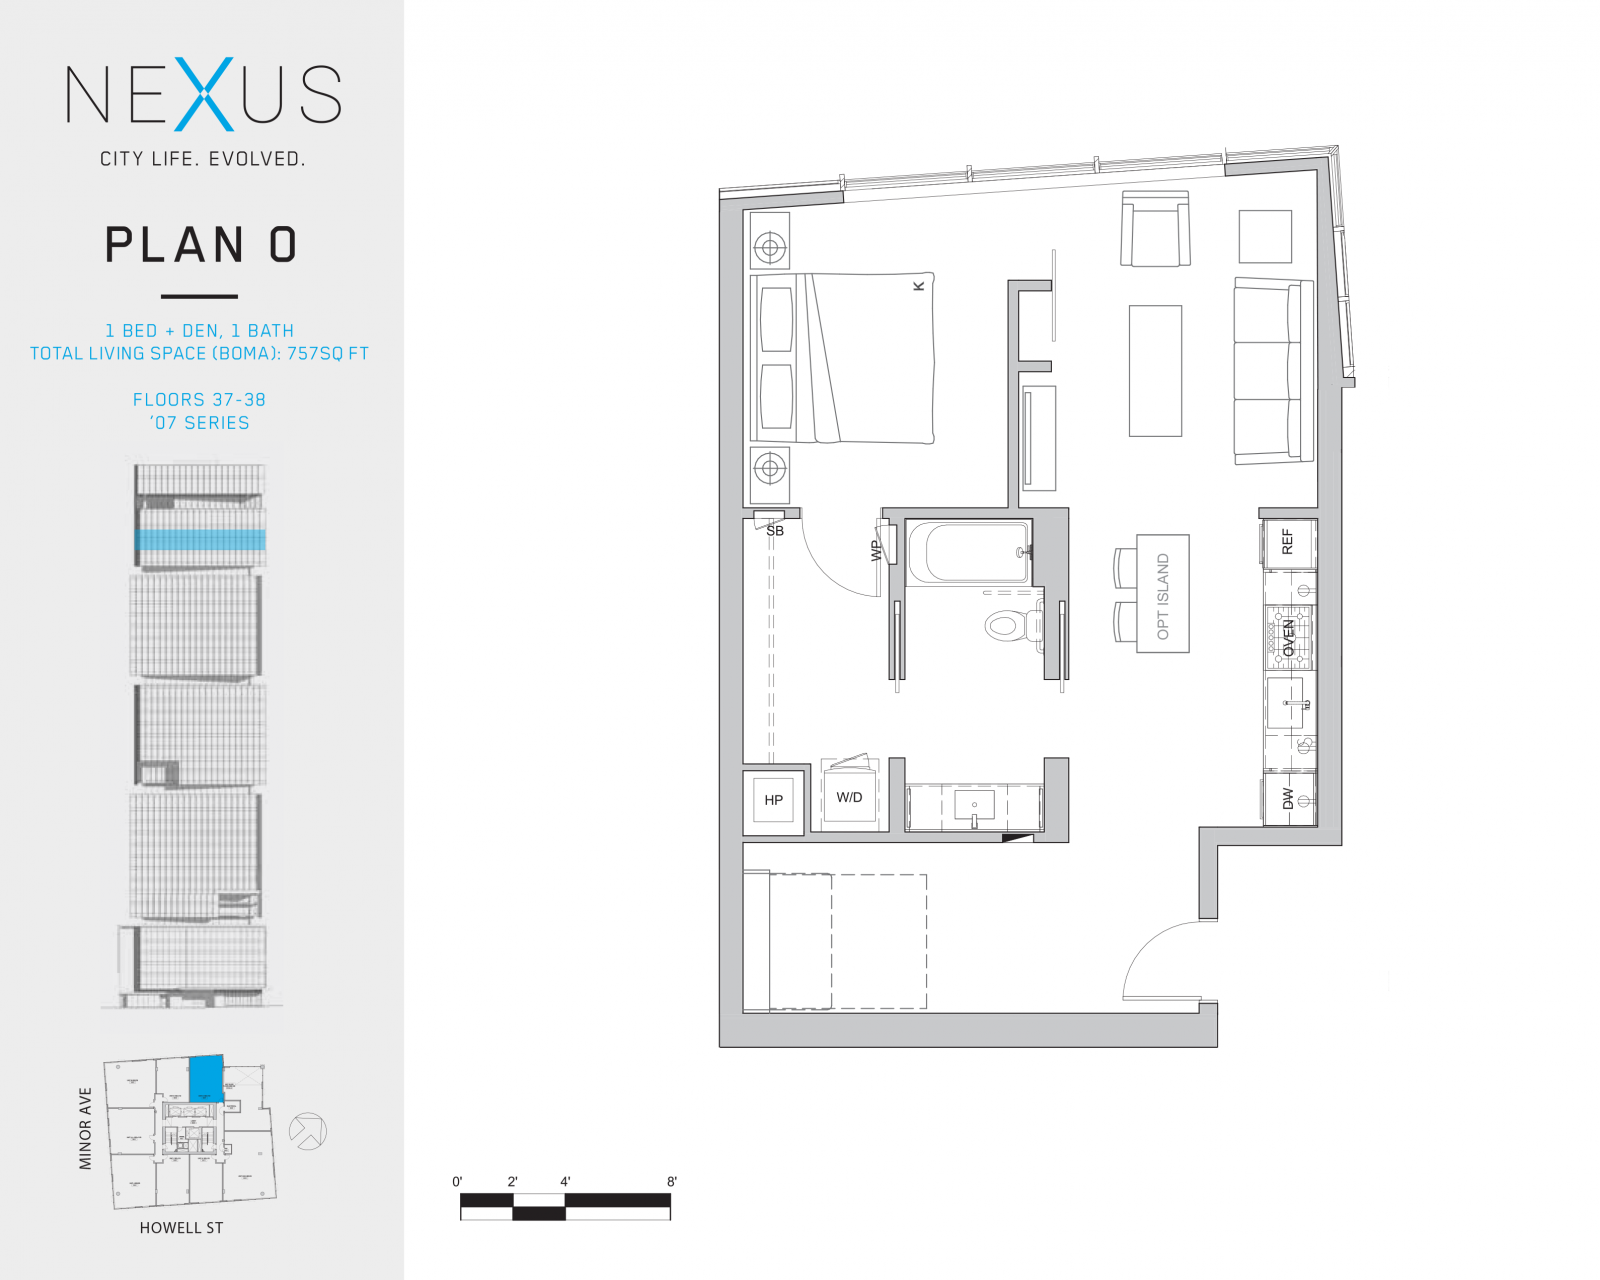 NEXUS
CITY LIFE. EVOLVED.
PLAN O
1 BED + DEN, 1 BATH
TOTAL LIVING SPACE (BOMA): 757SQ FT
FLOORS 37-38
'07 SERIES
MINOR AVE
HOWELL ST
K
SB
WP
REF
OPT ISLAND
OVEN
HP
W/D
DW
0' 2' 4' 8'